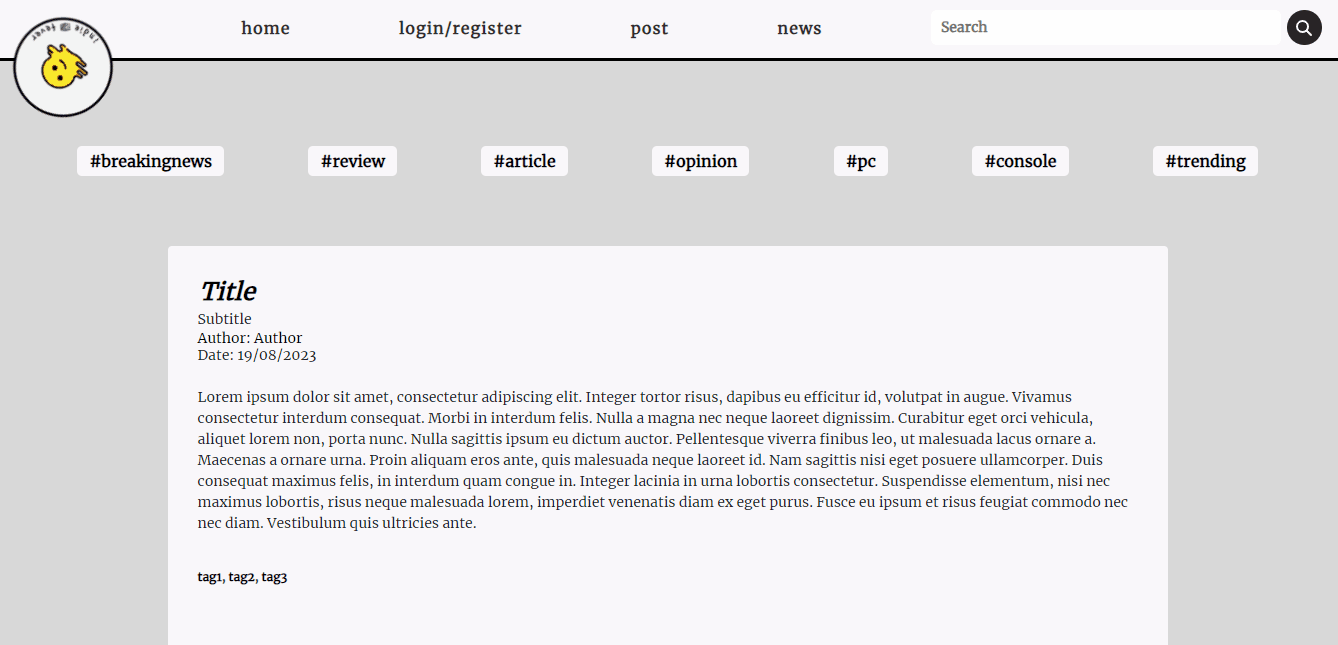 home login/register post news Search
#breakingnews #review #article #opinion #pc #console #trending
Title
Subtitle
Author: Author
Date: 19/08/2023
Lorem ipsum dolor sit amet, consectetur adipiscing elit. Integer tortor risus, dapibus eu efficitur id, volutpat in augue. Vivamus
consectetur interdum consequat. Morbi in interdum felis. Nulla a magna nec neque laoreet dignissim. Curabitur eget orci vehicula,
aliquet lorem non, porta nunc. Nulla sagittis ipsum eu dictum auctor. Pellentesque viverra finibus leo, ut malesuada lacus ornare a.
Maecenas a ornare urna. Proin aliquam eros ante, quis malesuada neque laoreet id. Nam sagittis nisi eget posuere ullamcorper. Duis
consequat maximus felis, in interdum quam congue in. Integer lacinia in urna lobortis consectetur. Suspendisse elementum, nisi nec
maximus lobortis, risus neque malesuada lorem, imperdiet venenatis diam ex eget purus. Fusce eu ipsum et risus feugiat commodo nec
nec diam. Vestibulum quis ultricies ante.
tag1, tag2, tag3